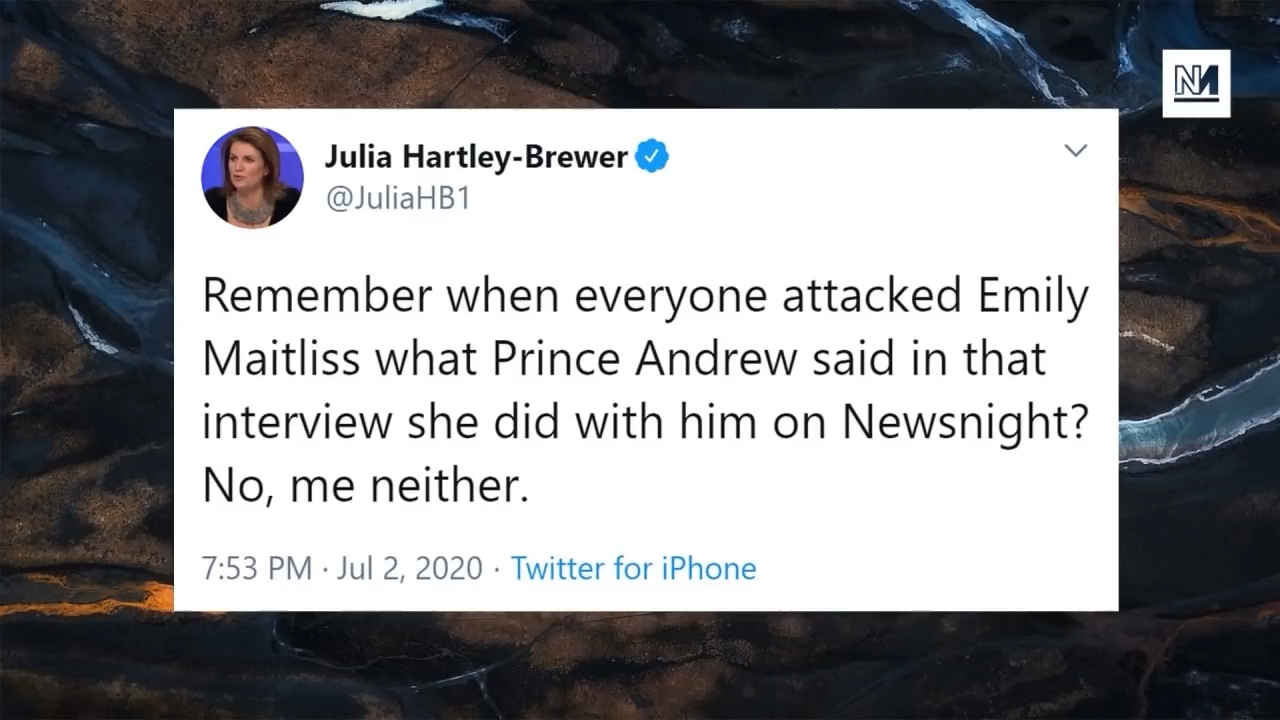 NM
Julia Hartley-Brewer
@JuliaHB1
Remember when everyone attacked Emily
Maitliss what Prince Andrew said in that
interview she did with him on Newsnight?
No, me neither.
7:53 PM · Jul 2, 2020 · Twitter for iPhone